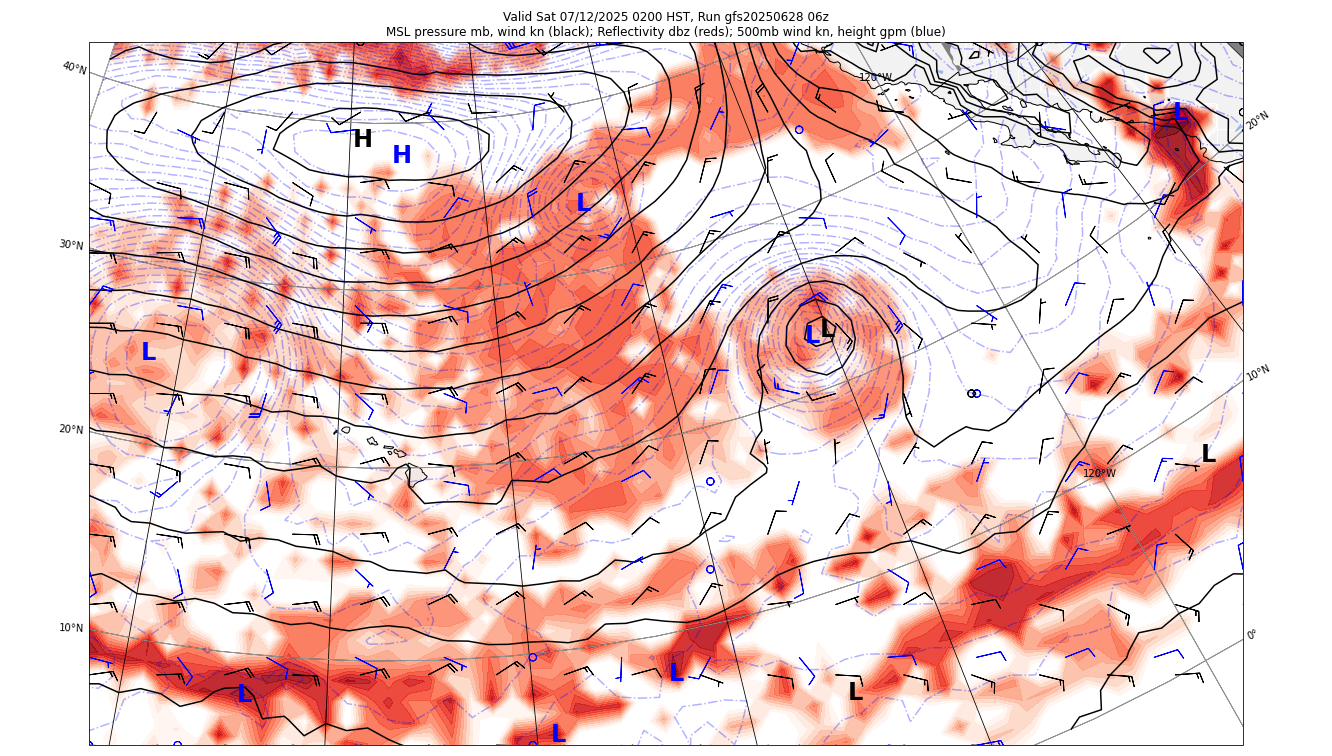 Valid Sat 07/12/2025 0200 HST, Run gfs20250628 06z
MSL pressure mb, wind kn (black); Reflectivity dbz (reds); 500mb wind kn, height gpm (blue)
40°N
120°W
L
20°N
H
H
L
30°N
L
L
L
10°N
20°N
L
120°W
10°N
0°
L
L
L
L